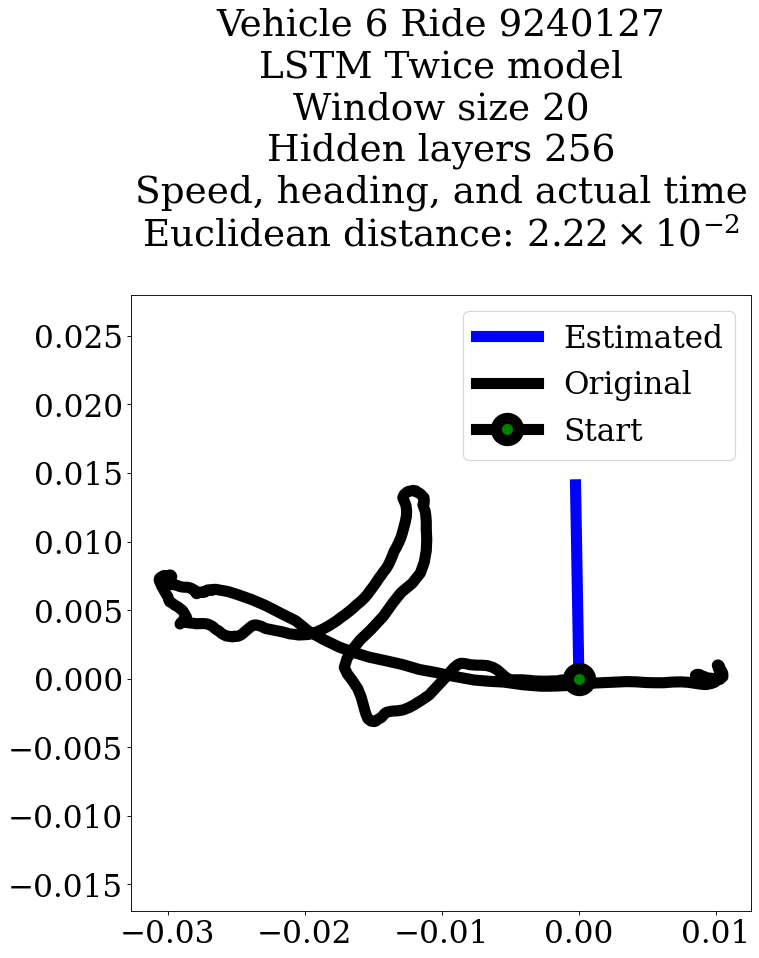 Vehicle 6 Ride 9240127
LSTM Twice model
Window size 20
Hidden layers 256
Speed, heading, and actual time
Euclidean distance: 2.22 × 10⁻²
Estimated
Original
Start
0.025
0.020
0.015
0.010
0.005
0.000
−0.005
−0.010
−0.015
−0.03 −0.02 −0.01 0.00 0.01